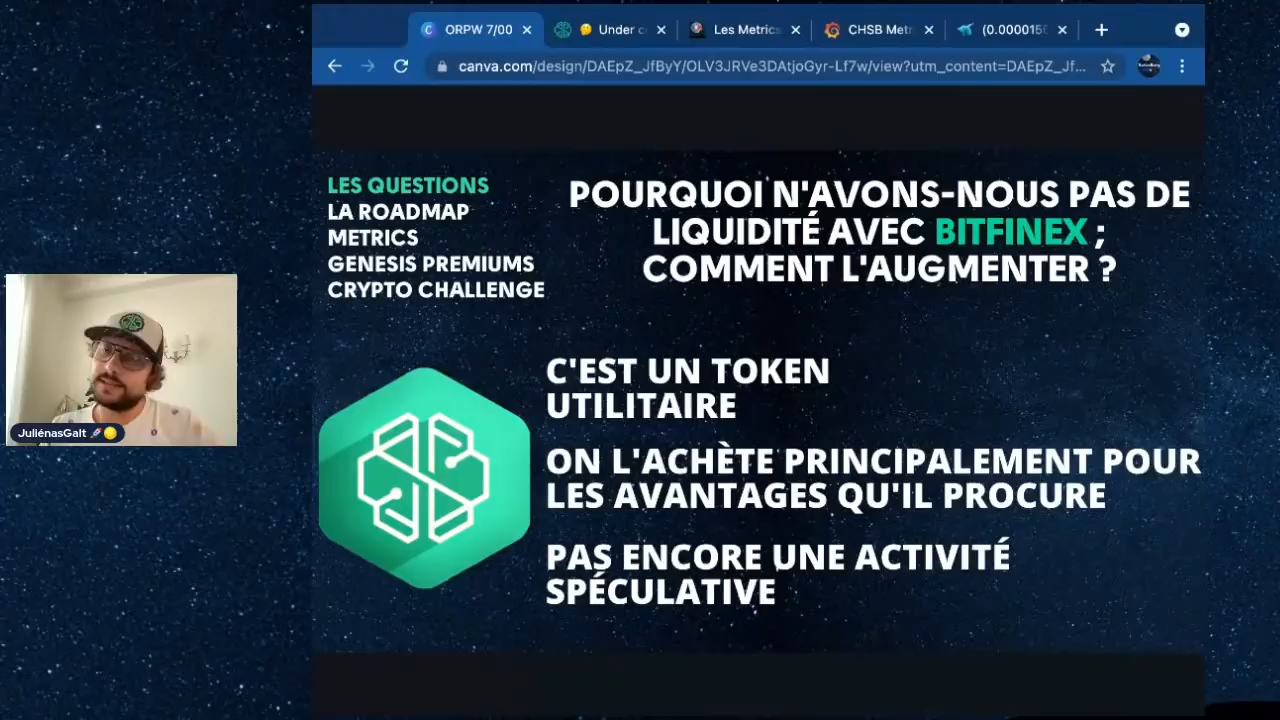 ORPW 7/00
Under c
Les Metrics
CHSB Metr
(0.0000156
canva.com/design/DAEpZ_JfByY/OLV3JRVe3DAtjoGyr-Lf7w/view?utm_content=DAEpZ_Jf...
LES QUESTIONS
LA ROADMAP
METRICS
GENESIS PREMIUMS
CRYPTO CHALLENGE
POURQUOI N'AVONS-NOUS PAS DE
LIQUIDITÉ AVEC BITFINEX ;
COMMENT L'AUGMENTER ?
JuliénasGalt
C'EST UN TOKEN
UTILITAIRE
ON L'ACHÈTE PRINCIPALEMENT POUR
LES AVANTAGES QU'IL PROCURE
PAS ENCORE UNE ACTIVITÉ
SPÉCULATIVE